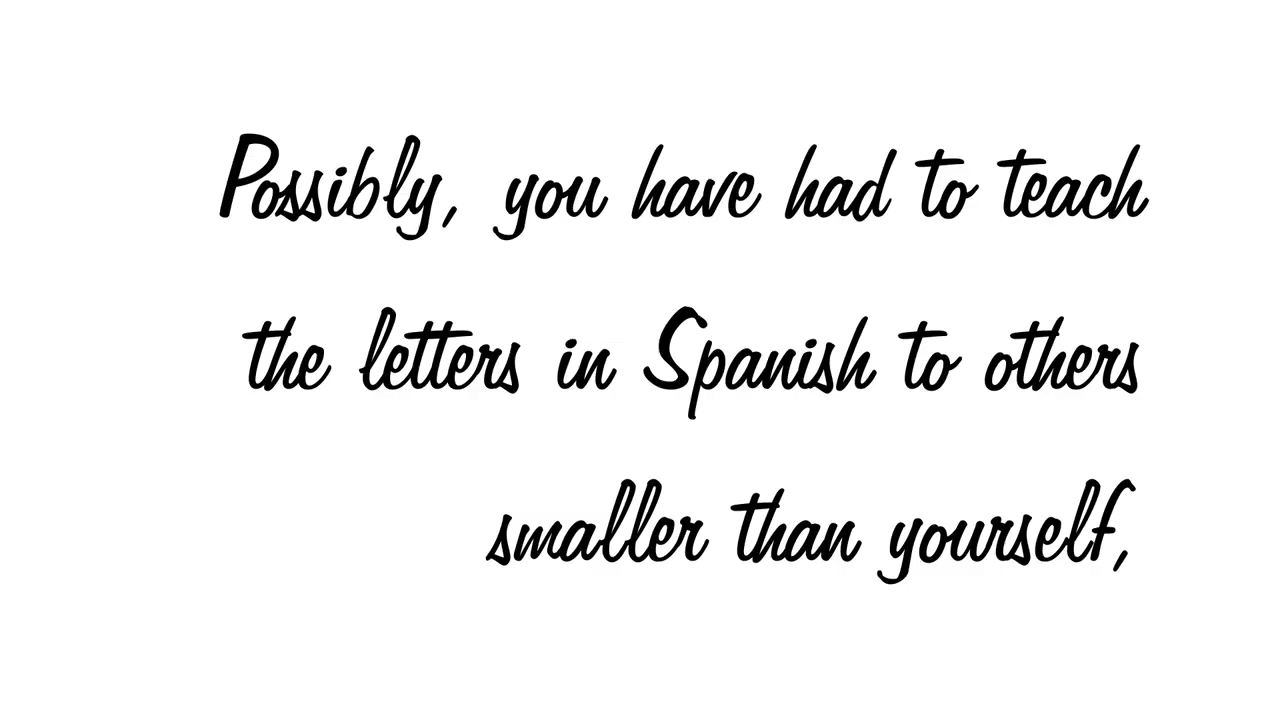 Possibly, you have had to teach
the letters in Spanish to others
smaller than yourself,